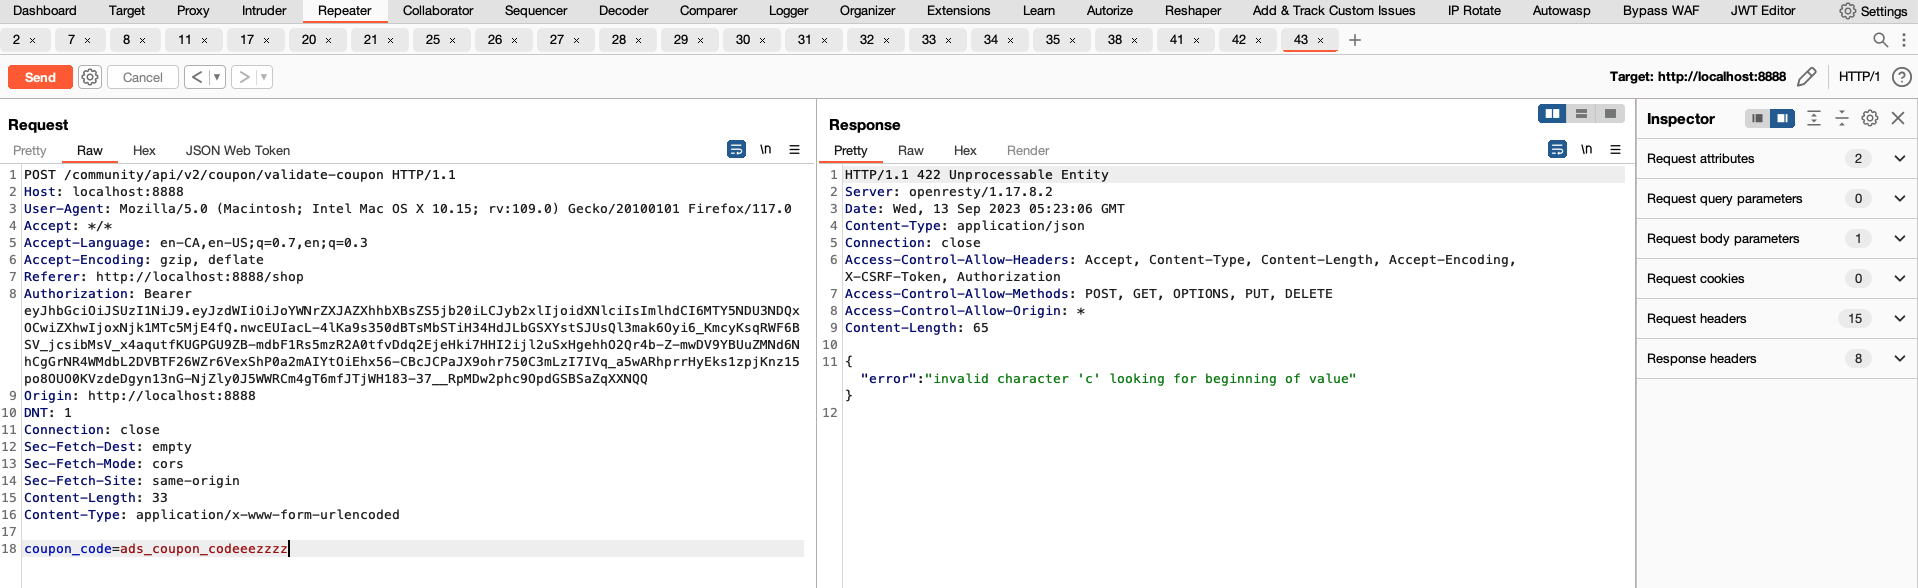 Dashboard Target Proxy Intruder Repeater Collaborator Sequencer Decoder Comparer Logger Organizer Extensions Learn Autorize Reshaper Add & Track Custom Issues IP Rotate Autowasp Bypass WAF JWT Editor Settings
2 × 7 × 8 × 11 × 17 × 20 × 21 × 25 × 26 × 27 × 28 × 29 × 30 × 31 × 32 × 33 × 34 × 35 × 38 × 41 × 42 × 43 × +
Send Cancel < > Target: http://localhost:8888 HTTP/1 ?
Request
Pretty Raw Hex JSON Web Token \n
1 POST /community/api/v2/coupon/validate-coupon HTTP/1.1
2 Host: localhost:8888
3 User-Agent: Mozilla/5.0 (Macintosh; Intel Mac OS X 10.15; rv:109.0) Gecko/20100101 Firefox/117.0
4 Accept: */*
5 Accept-Language: en-CA,en-US;q=0.7,en;q=0.3
6 Accept-Encoding: gzip, deflate
7 Referer: http://localhost:8888/shop
8 Authorization: Bearer
eyJhbGciOiJSUzI1NiJ9.eyJzdWIiOiJoYWNrZXJAZXhhbXBsZS5jb20iLCJyb2xlIjoidXNlciIsImlhdCI6MTY5NDU3NDQx
OCwiZXhwIjoxNjk1MTc5MjE4fQ.nwcEUIacL-4lKa9s350dBTsMbSTiH34HdJLbGSXYstSJUsQl3mak6Oyi6_KmcyKsqRWF6B
SV_jcsibMsV_x4aqutfKUGPGU9ZB-mdbF1Rs5mzR2A0tfvDdq2EjeHki7HHI2ijl2uSxHgehhO2Qr4b-Z-mwDV9YBUuZMNd6N
hCgGrNR4WMdbL2DVBTF26WZr6VexShP0a2mAIYtOiEhx56-CBcJCPaJX9ohr750C3mLzI7IVq_a5wARhprrHyEks1zpjKnz15
po8OUO0KVzdeDgyn13nG-NjZly0J5WWRCm4gT6mfJTjWH183-37__RpMDw2phc9OpdGSBSaZqXXNQQ
9 Origin: http://localhost:8888
10 DNT: 1
11 Connection: close
12 Sec-Fetch-Dest: empty
13 Sec-Fetch-Mode: cors
14 Sec-Fetch-Site: same-origin
15 Content-Length: 33
16 Content-Type: application/x-www-form-urlencoded
17
18 coupon_code=ads_coupon_codeeezzzz
Response
Pretty Raw Hex Render \n
1 HTTP/1.1 422 Unprocessable Entity
2 Server: openresty/1.17.8.2
3 Date: Wed, 13 Sep 2023 05:23:06 GMT
4 Content-Type: application/json
5 Connection: close
6 Access-Control-Allow-Headers: Accept, Content-Type, Content-Length, Accept-Encoding,
X-CSRF-Token, Authorization
7 Access-Control-Allow-Methods: POST, GET, OPTIONS, PUT, DELETE
8 Access-Control-Allow-Origin: *
9 Content-Length: 65
10
11 {
"error":"invalid character 'c' looking for beginning of value"
}
12
Inspector
Request attributes 2
Request query parameters 0
Request body parameters 1
Request cookies 0
Request headers 15
Response headers 8